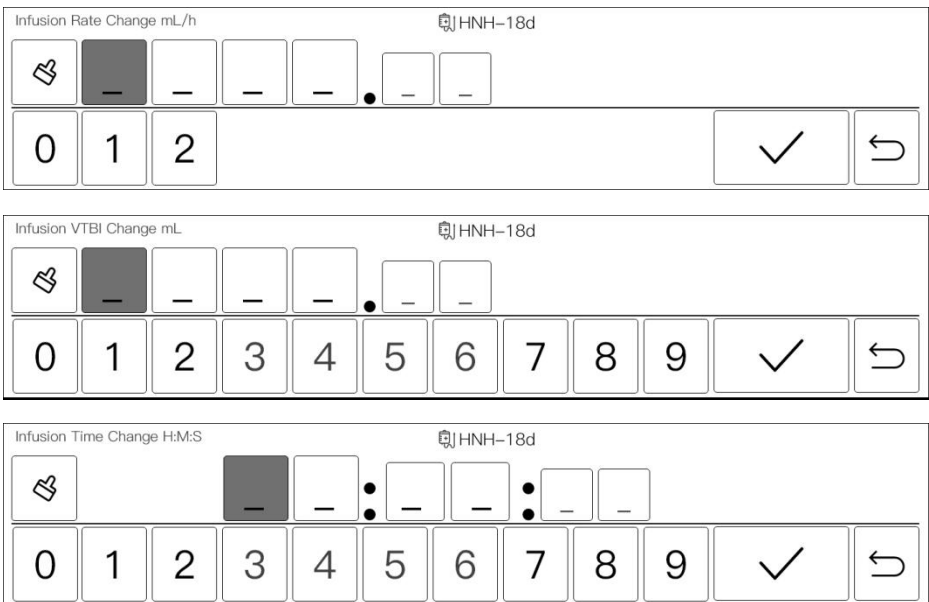 Infusion Rate Change mL/h HNH-18d
_ _ _ _ . _ _
0 1 2
Infusion VTBI Change mL HNH-18d
_ _ _ _ . _ _
0 1 2 3 4 5 6 7 8 9
Infusion Time Change H:M:S HNH-18d
_ _ : _ _ : _ _
0 1 2 3 4 5 6 7 8 9